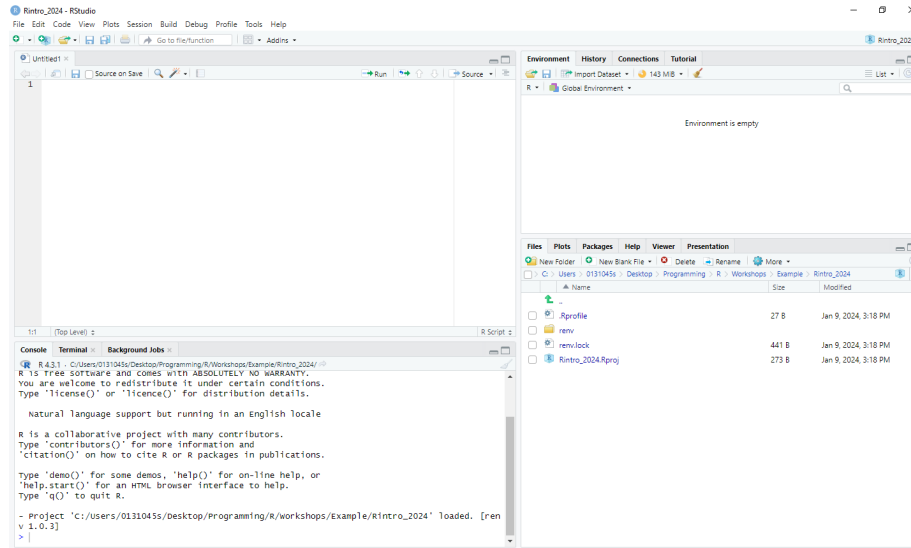 Rintro_2024 - RStudio
File Edit Code View Plots Session Build Debug Profile Tools Help
Go to file/function Addins Rintro_202
Untitled1
Source on Save Run Source
1
1:1 (Top Level) R Script
Console Terminal Background Jobs
R 4.3.1 . C:/Users/0131045s/Desktop/Programming/R/Workshops/Example/Rintro_2024/
R is free software and comes with ABSOLUTELY NO WARRANTY.
You are welcome to redistribute it under certain conditions.
Type 'license()' or 'licence()' for distribution details.
Natural language support but running in an English locale
R is a collaborative project with many contributors.
Type 'contributors()' for more information and
'citation()' on how to cite R or R packages in publications.
Type 'demo()' for some demos, 'help()' for on-line help, or
'help.start()' for an HTML browser interface to help.
Type 'q()' to quit R.
- Project 'C:/Users/0131045s/Desktop/Programming/R/Workshops/Example/Rintro_2024' loaded. [ren
v 1.0.3]
>
Environment History Connections Tutorial
Import Dataset 143 MiB List
R Global Environment
Environment is empty
Files Plots Packages Help Viewer Presentation
New Folder New Blank File Delete Rename More
C: > Users > 0131045s > Desktop > Programming > R > Workshops > Example > Rintro_2024
Name Size Modified
..
.Rprofile 27 B Jan 9, 2024, 3:18 PM
renv
renv.lock 441 B Jan 9, 2024, 3:18 PM
Rintro_2024.Rproj 273 B Jan 9, 2024, 3:18 PM